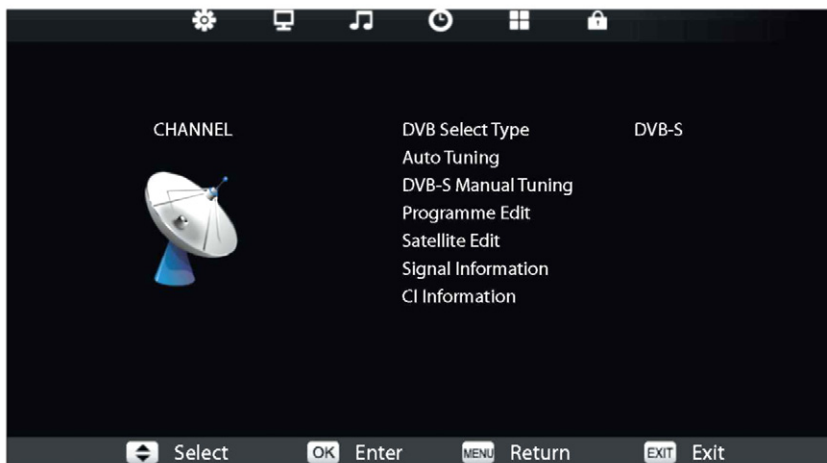 CHANNEL
DVB Select Type DVB-S
Auto Tuning
DVB-S Manual Tuning
Programme Edit
Satellite Edit
Signal Information
CI Information
Select OK Enter MENU Return EXIT Exit